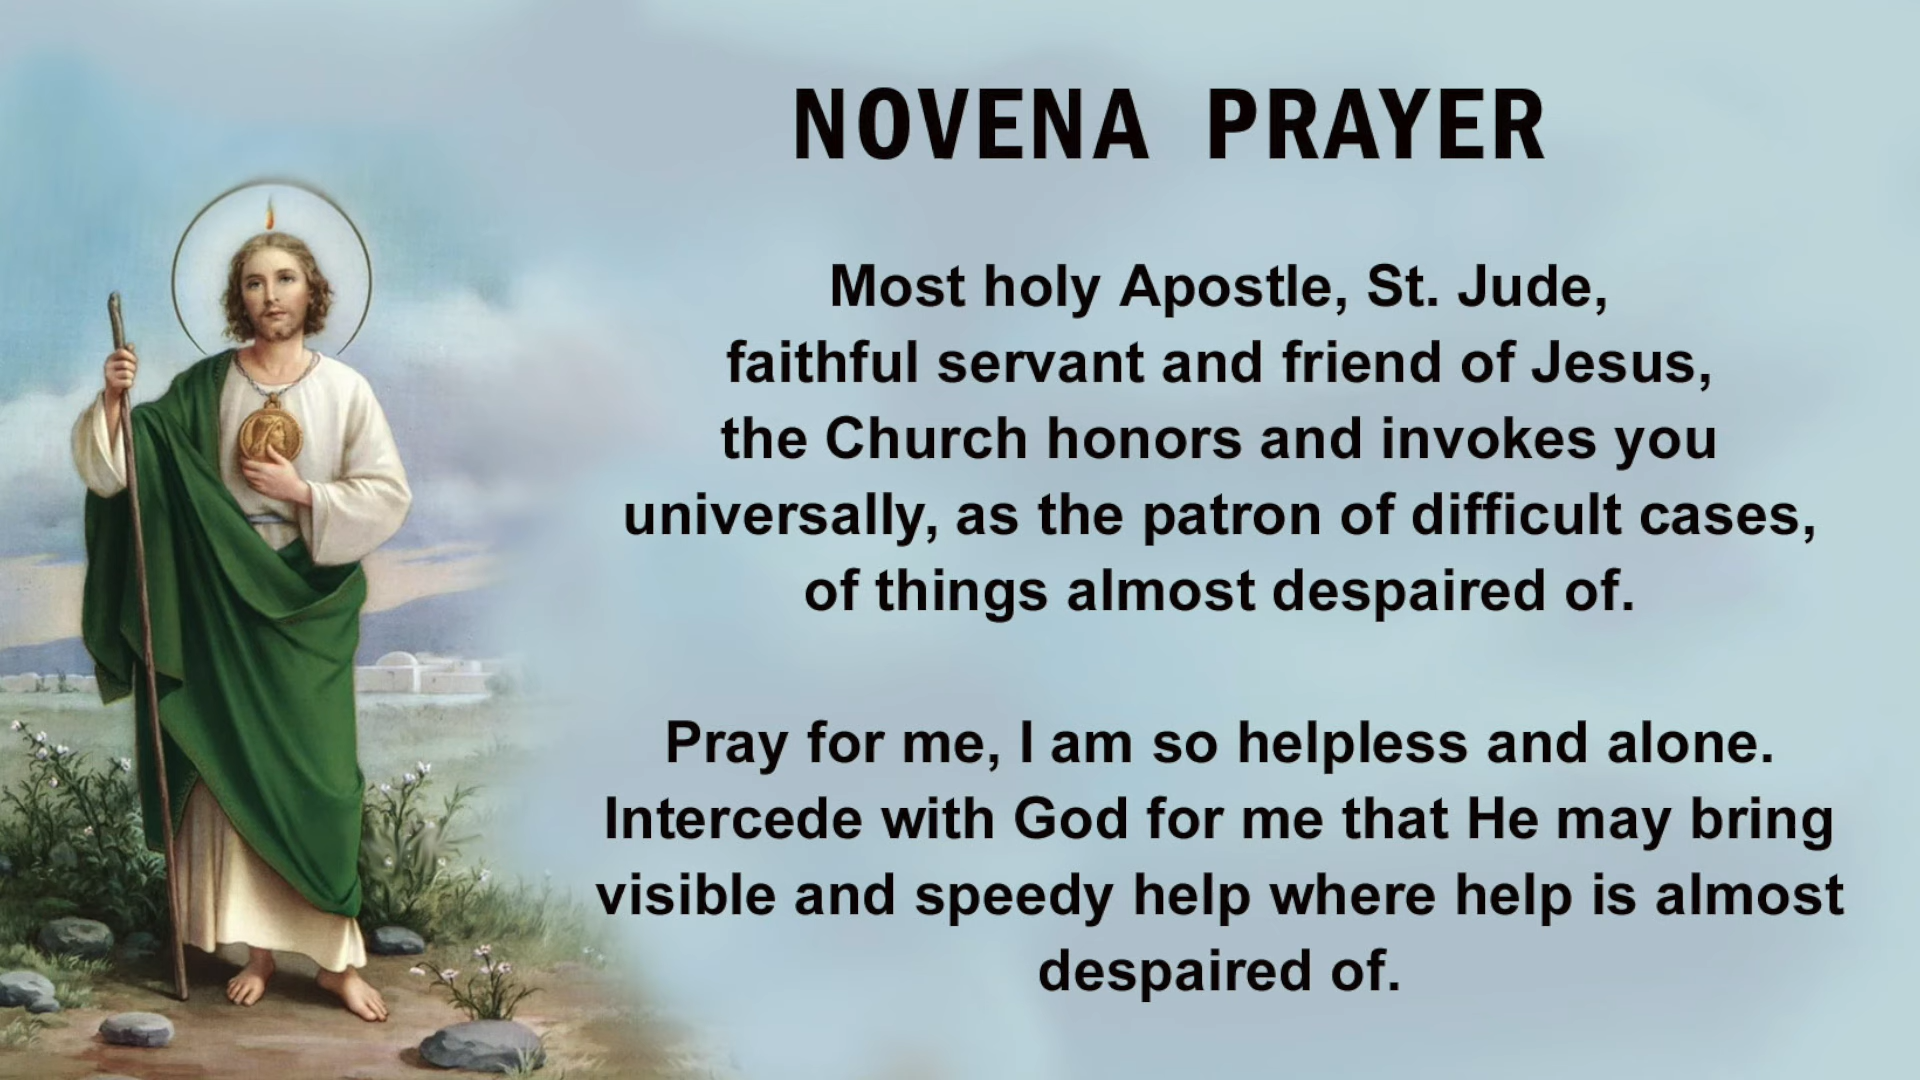 NOVENA PRAYER
Most holy Apostle, St. Jude,
faithful servant and friend of Jesus,
the Church honors and invokes you
universally, as the patron of difficult cases,
of things almost despaired of.
Pray for me, I am so helpless and alone.
Intercede with God for me that He may bring
visible and speedy help where help is almost
despaired of.